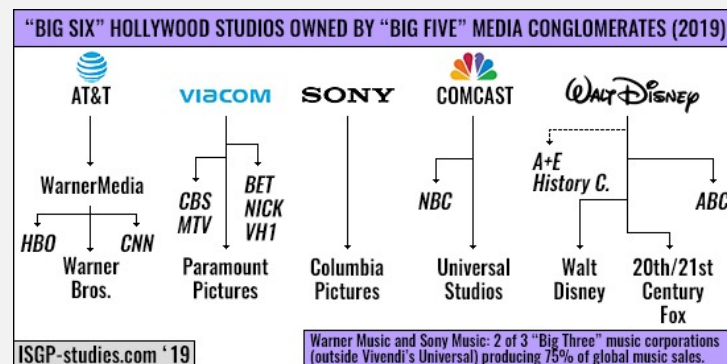 “BIG SIX” HOLLYWOOD STUDIOS OWNED BY “BIG FIVE” MEDIA CONGLOMERATES (2019)
AT&T
VIACOM
SONY
COMCAST
WALT DISNEY
WarnerMedia
HBO
CNN
Warner
Bros.
CBS
MTV
BET
NICK
VH1
Paramount
Pictures
Columbia
Pictures
NBC
Universal
Studios
A+E
History C.
ABC
Walt
Disney
20th/21st
Century
Fox
ISGP-studies.com ‘19
Warner Music and Sony Music: 2 of 3 “Big Three” music corporations
(outside Vivendi’s Universal) producing 75% of global music sales.